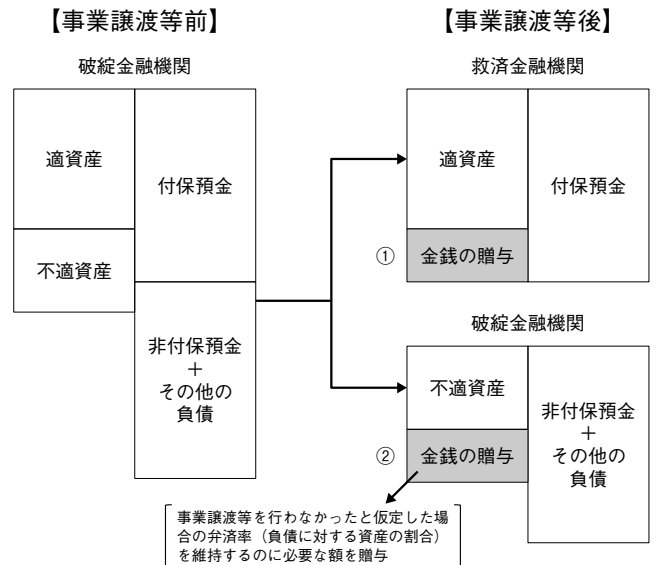 【事業譲渡等前】
破綻金融機関
適資産
付保預金
不適資産
非付保預金
＋
その他の
負債
【事業譲渡等後】
救済金融機関
適資産
付保預金
① 金銭の贈与
破綻金融機関
不適資産
非付保預金
＋
その他の
負債
② 金銭の贈与
事業譲渡等を行わなかったと仮定した場
合の弁済率（負債に対する資産の割合）
を維持するのに必要な額を贈与